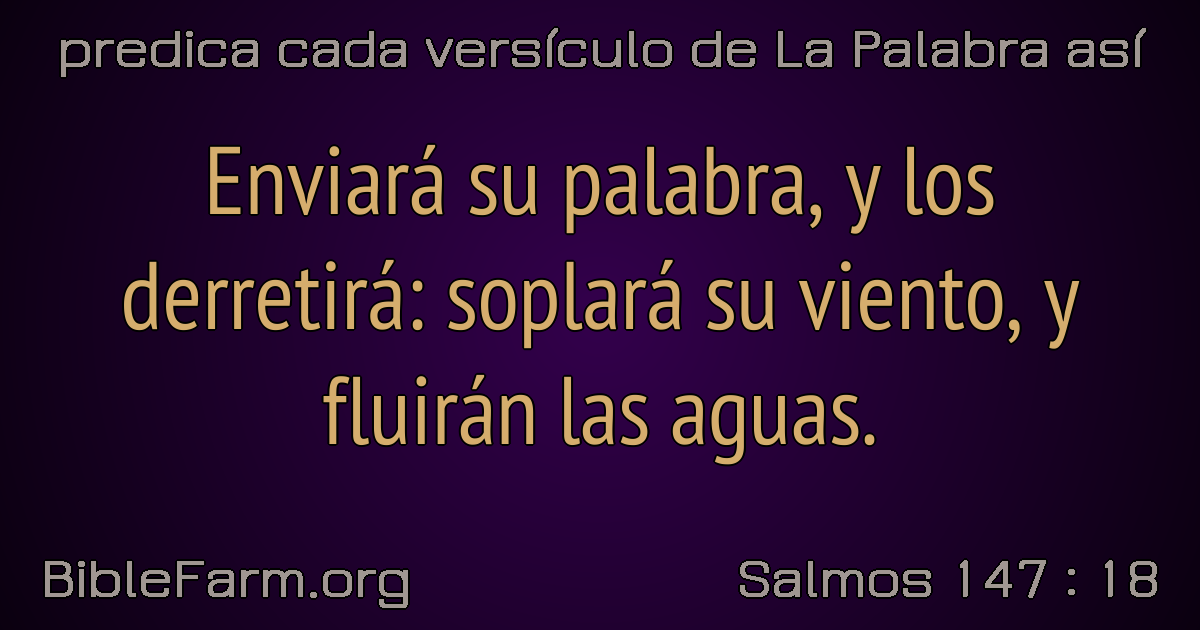 predica cada versículo de La Palabra así
Enviará su palabra, y los
derretirá: soplará su viento, y
fluirán las aguas.
BibleFarm.org
Salmos 147 : 18